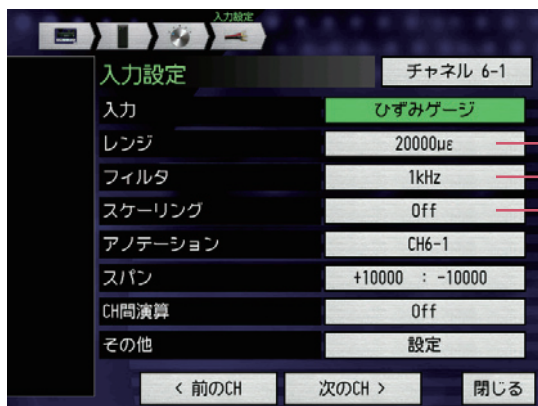 入力設定
入力設定 チャネル 6-1
入力 ひずみゲージ
レンジ 20000με
フィルタ 1kHz
スケーリング Off
アノテーション CH6-1
スパン +10000 : -10000
CH間演算 Off
その他 設定
< 前のCH 次のCH > 閉じる